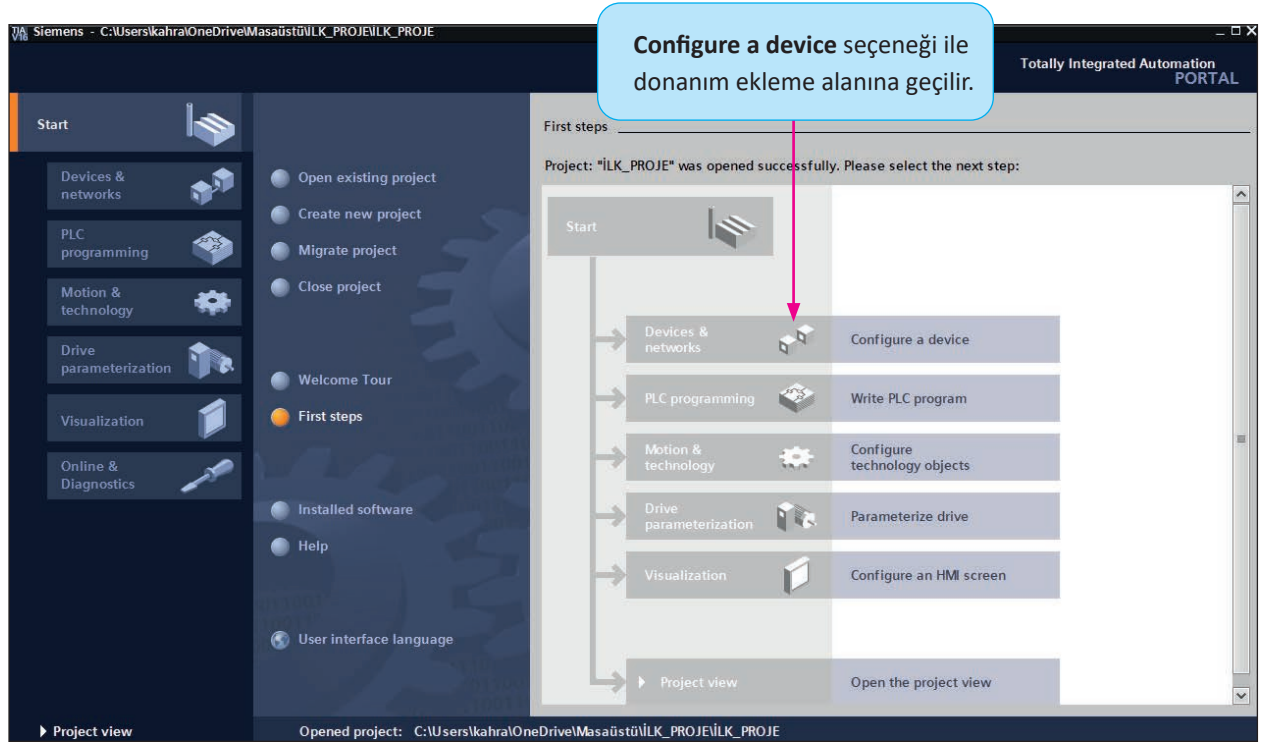 Siemens - C:\Users\kahra\OneDrive\Masaüstü\İLK_PROJE\İLK_PROJE
Configure a device seçeneği ile
donanım ekleme alanına geçilir.
Totally Integrated Automation
PORTAL
Start
Devices &
networks
PLC
programming
Motion &
technology
Drive
parameterization
Visualization
Online &
Diagnostics
Open existing project
Create new project
Migrate project
Close project
Welcome Tour
First steps
Installed software
Help
User interface language
First steps
Project: "İLK_PROJE" was opened successfully. Please select the next step:
Start
Devices &
networks
Configure a device
PLC programming
Write PLC program
Motion &
technology
Configure
technology objects
Drive
parameterization
Parameterize drive
Visualization
Configure an HMI screen
Project view
Open the project view
Project view
Opened project: C:\Users\kahra\OneDrive\Masaüstü\İLK_PROJE\İLK_PROJE